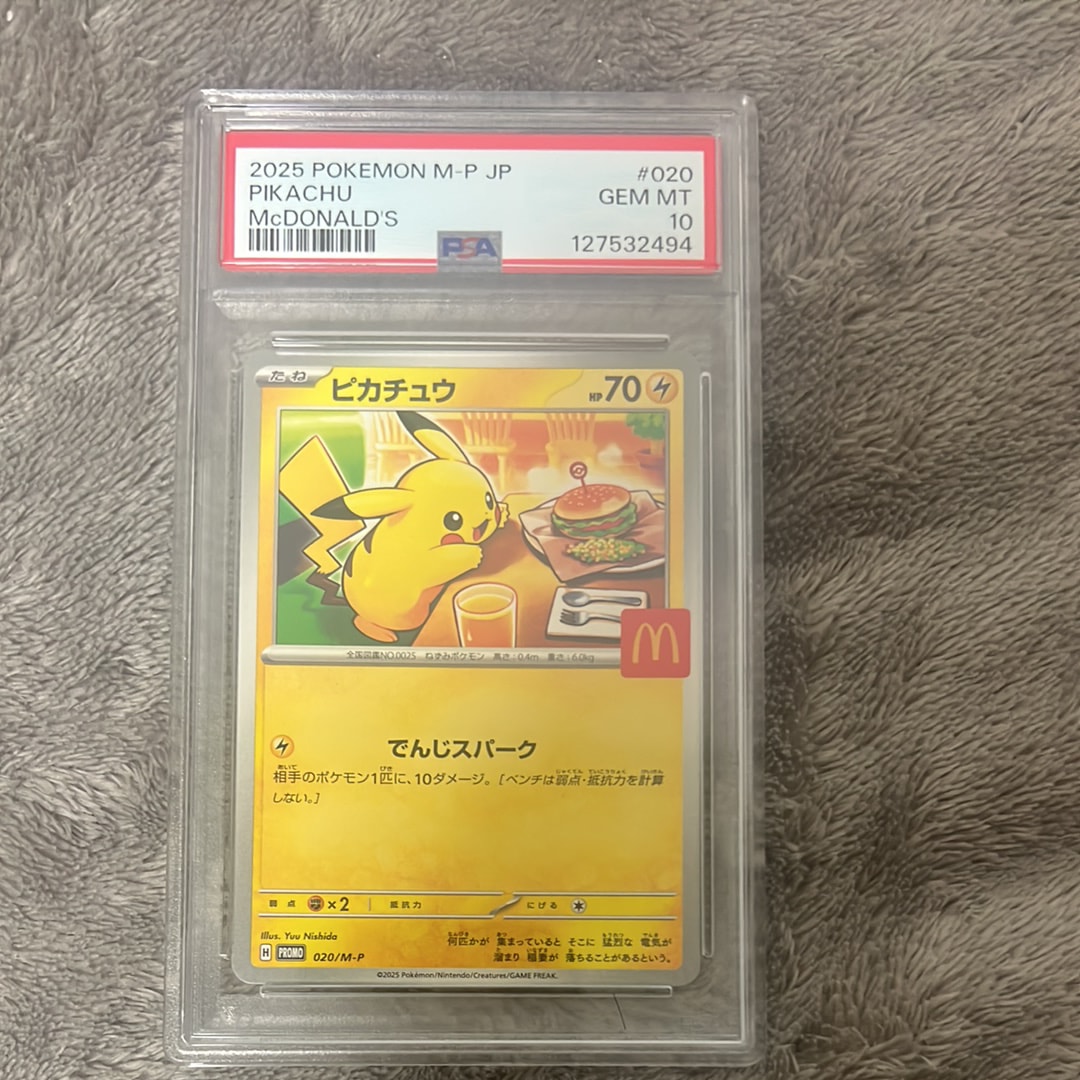 2025 POKEMON M-P JP #020
PIKACHU GEM MT
McDONALD'S 10
PSA 127532494
たね ピカチュウ HP70
全国図鑑NO.0025 ねずみポケモン 高さ:0.4m 重さ:6.0kg
でんじスパーク
相手のポケモン1匹に、10ダメージ。[ベンチは弱点・抵抗力を計算
しない。]
弱点 ×2 抵抗力 にげる
Illus. Yuu Nishida
何匹かが 集まっていると そこに 猛烈な 電気が
溜まり 稲妻が 落ちることがあるという。
H PROMO 020/M-P
©2025 Pokémon/Nintendo/Creatures/GAME FREAK.